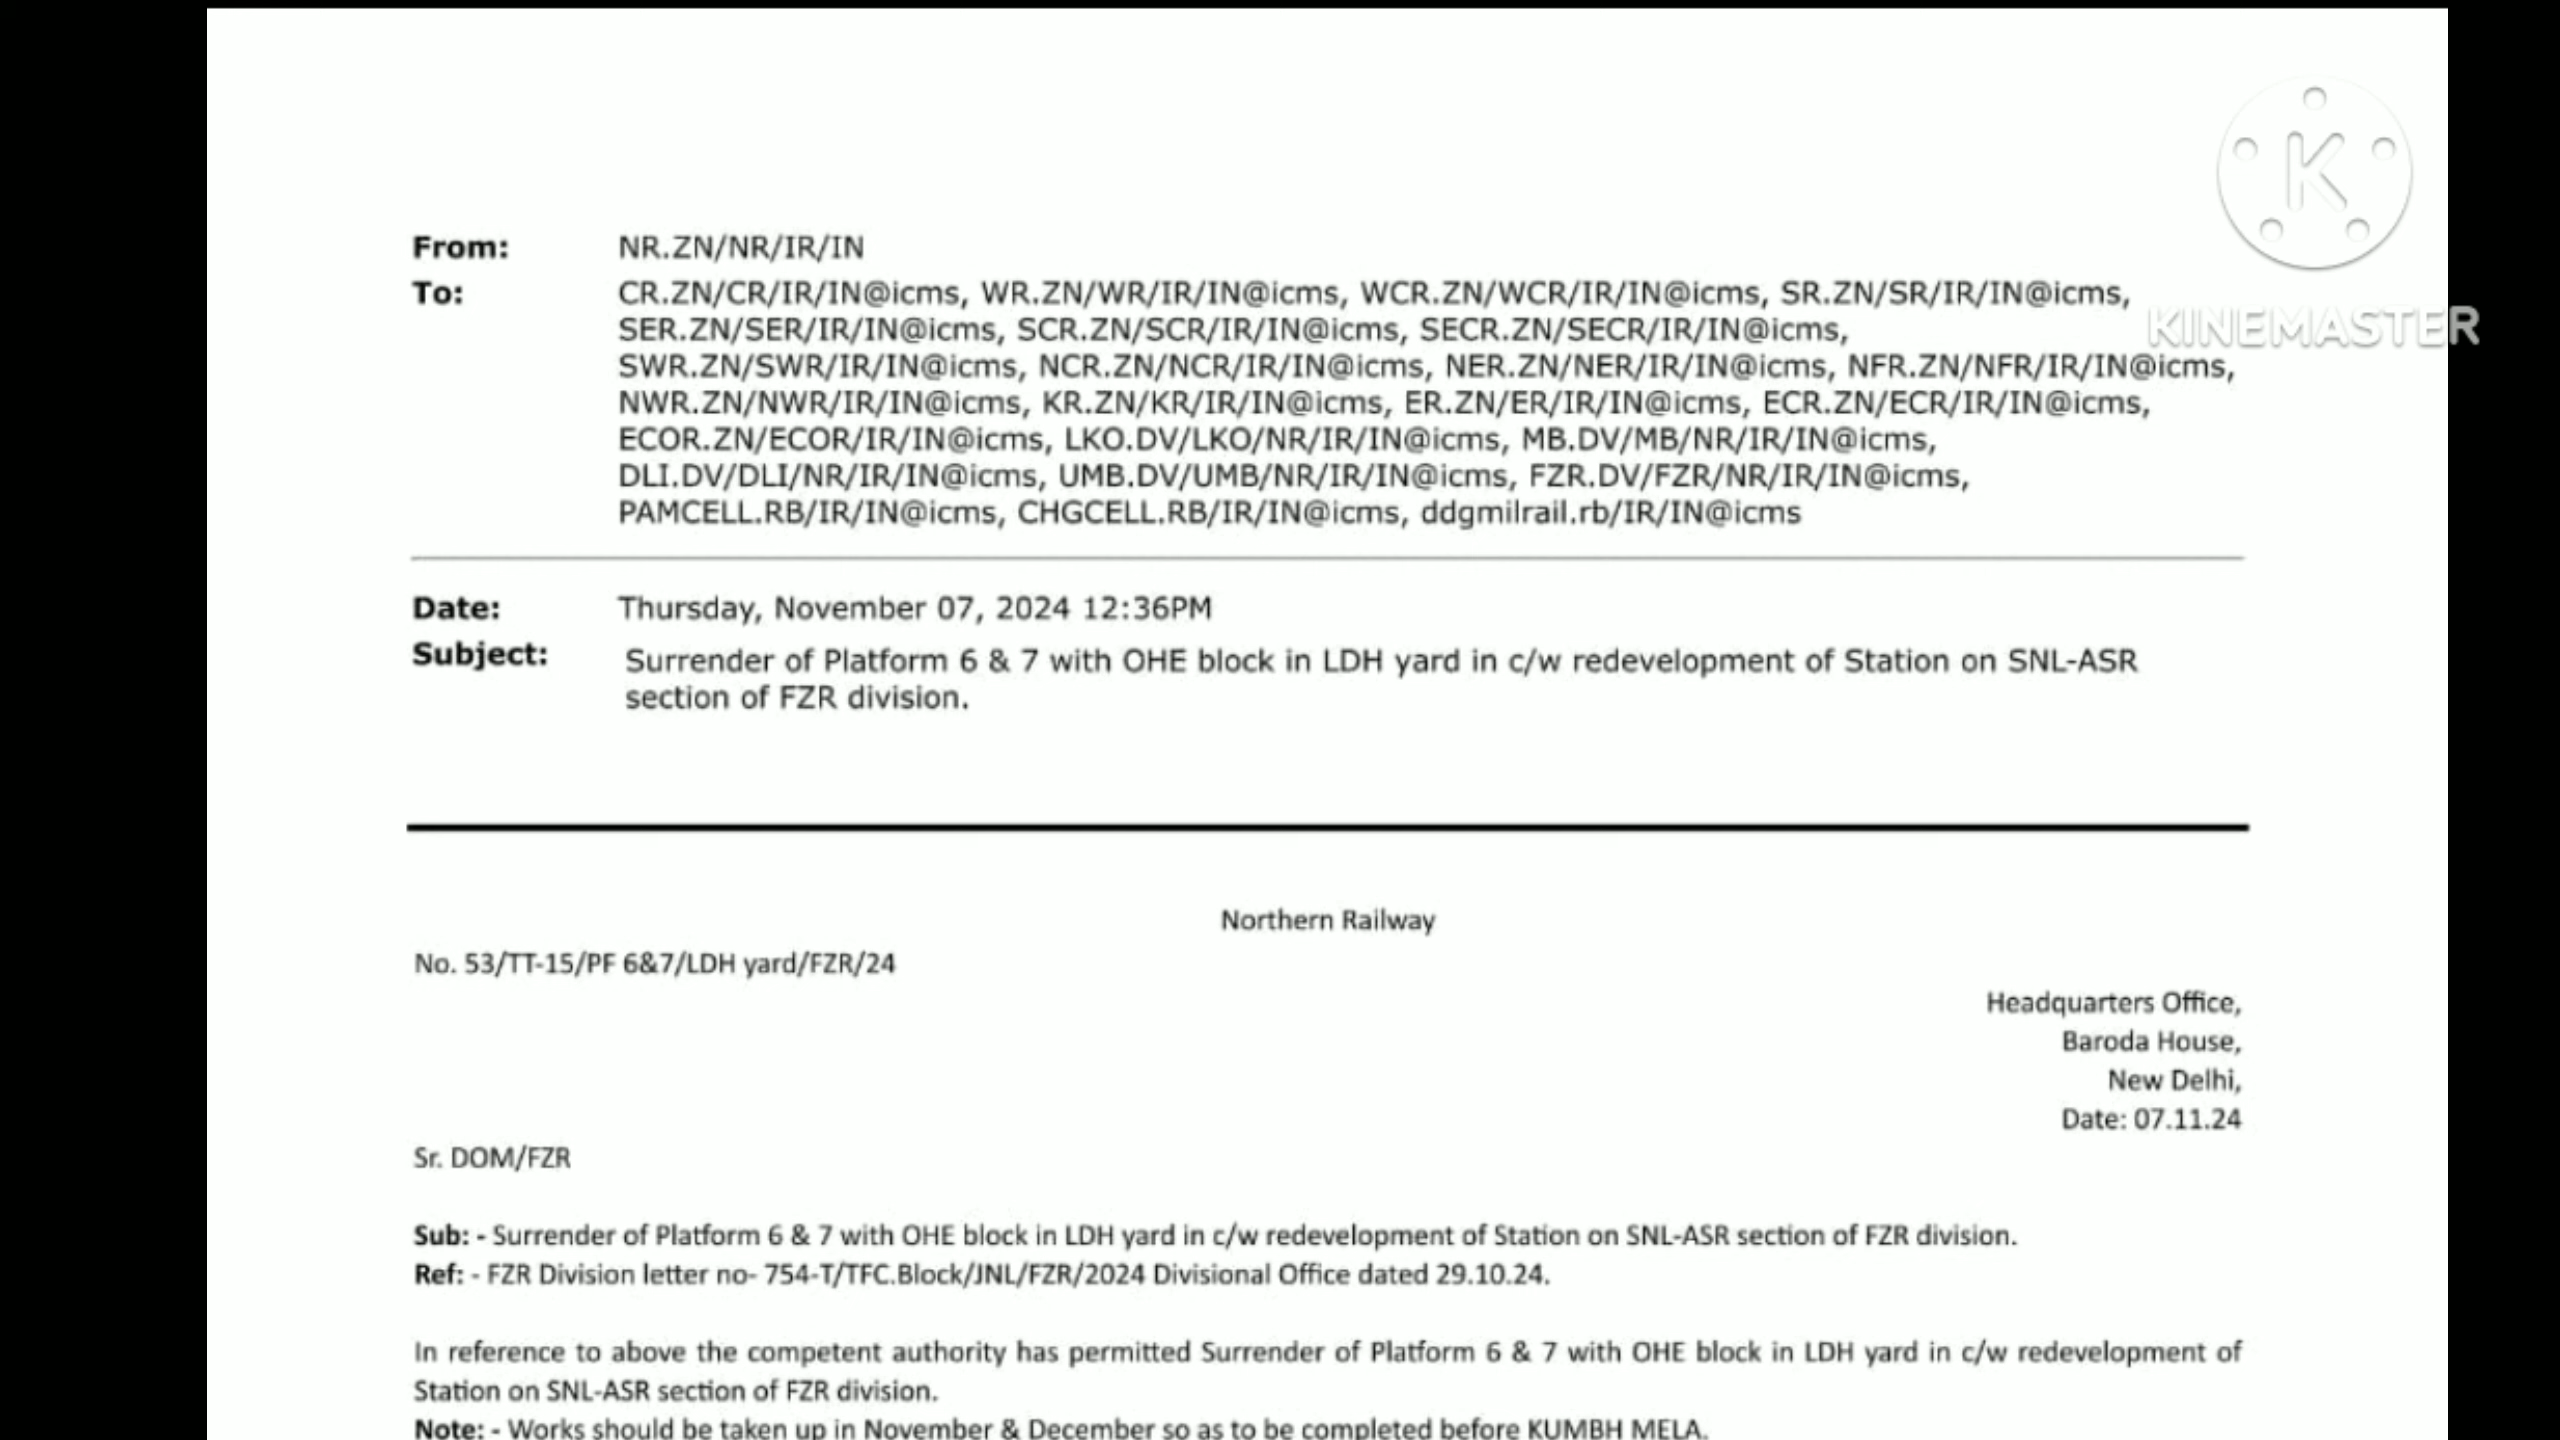 From: NR.ZN/NR/IR/IN
To: CR.ZN/CR/IR/IN@icms, WR.ZN/WR/IR/IN@icms, WCR.ZN/WCR/IR/IN@icms, SR.ZN/SR/IR/IN@icms,
SER.ZN/SER/IR/IN@icms, SCR.ZN/SCR/IR/IN@icms, SECR.ZN/SECR/IR/IN@icms,
SWR.ZN/SWR/IR/IN@icms, NCR.ZN/NCR/IR/IN@icms, NER.ZN/NER/IR/IN@icms, NFR.ZN/NFR/IR/IN@icms,
NWR.ZN/NWR/IR/IN@icms, KR.ZN/KR/IR/IN@icms, ER.ZN/ER/IR/IN@icms, ECR.ZN/ECR/IR/IN@icms,
ECOR.ZN/ECOR/IR/IN@icms, LKO.DV/LKO/NR/IR/IN@icms, MB.DV/MB/NR/IR/IN@icms,
DLI.DV/DLI/NR/IR/IN@icms, UMB.DV/UMB/NR/IR/IN@icms, FZR.DV/FZR/NR/IR/IN@icms,
PAMCELL.RB/IR/IN@icms, CHGCELL.RB/IR/IN@icms, ddgmilrail.rb/IR/IN@icms
K
KINEMASTER
Date: Thursday, November 07, 2024 12:36PM
Subject: Surrender of Platform 6 & 7 with OHE block in LDH yard in c/w redevelopment of Station on SNL-ASR
section of FZR division.
Northern Railway
No. 53/TT-15/PF 6&7/LDH yard/FZR/24
Headquarters Office,
Baroda House,
New Delhi,
Date: 07.11.24
Sr. DOM/FZR
Sub: - Surrender of Platform 6 & 7 with OHE block in LDH yard in c/w redevelopment of Station on SNL-ASR section of FZR division.
Ref: - FZR Division letter no- 754-T/TFC.Block/JNL/FZR/2024 Divisional Office dated 29.10.24.
In reference to above the competent authority has permitted Surrender of Platform 6 & 7 with OHE block in LDH yard in c/w redevelopment of
Station on SNL-ASR section of FZR division.
Note: - Works should be taken up in November & December so as to be completed before KUMBH MELA.